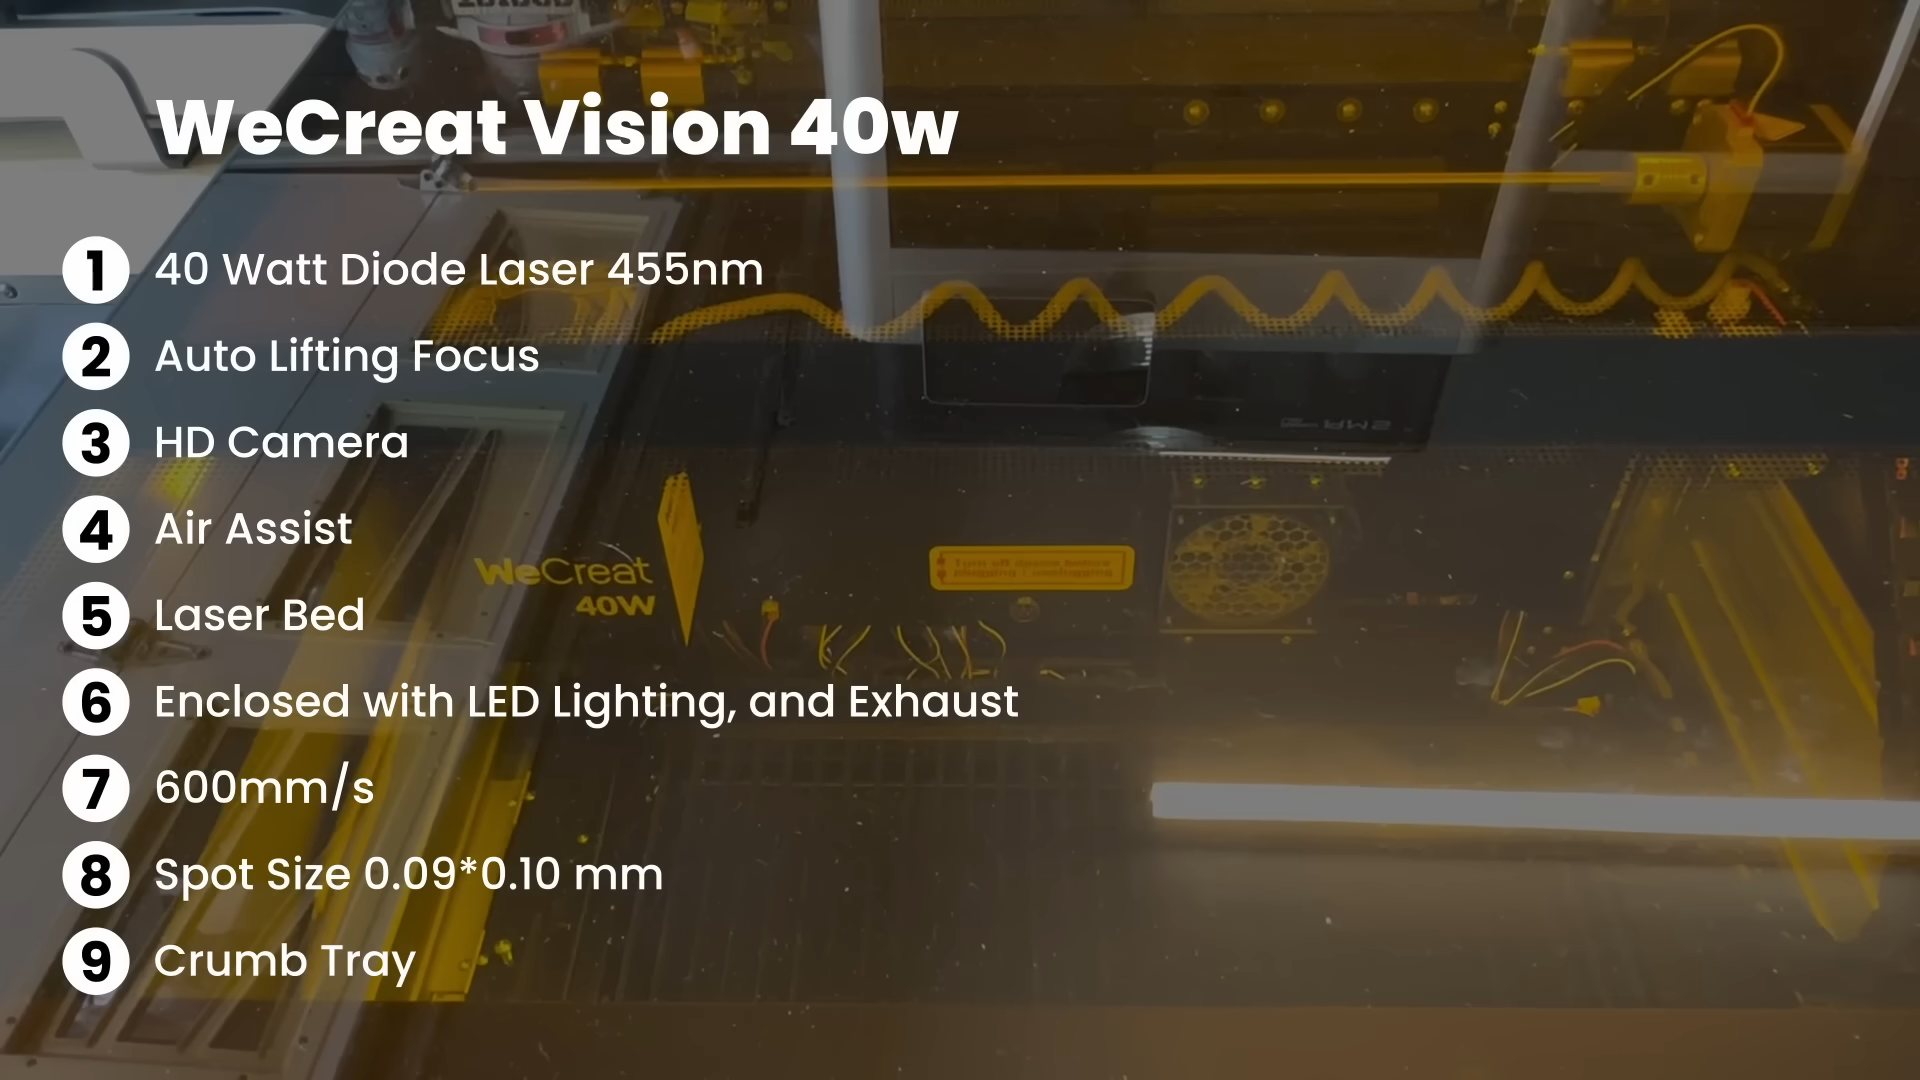 WeCreat Vision 40w
1 40 Watt Diode Laser 455nm
2 Auto Lifting Focus
3 HD Camera
4 Air Assist
5 Laser Bed
6 Enclosed with LED Lighting, and Exhaust
7 600mm/s
8 Spot Size 0.09*0.10 mm
9 Crumb Tray
WeCreat
40W